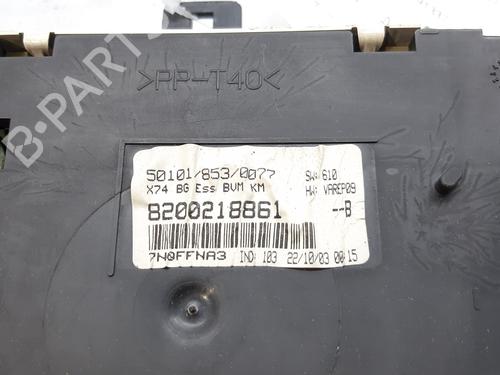 >PP-T40<
B-PARTS
50101/853/0077 SW: 610
X74 BG Ess BVM KM HW: VAREP09
8200218861 --B
7N0FFNA3 IND: 103 22/10/03 00:15